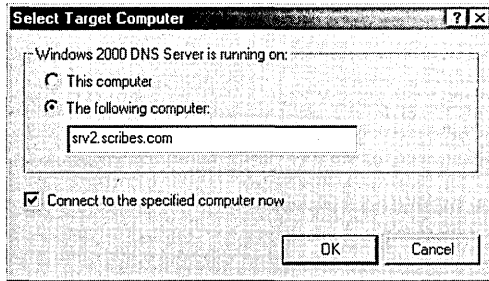 Select Target Computer
Windows 2000 DNS Server is running on:
This computer
The following computer:
srv2.scribes.com
Connect to the specified computer now
OK Cancel